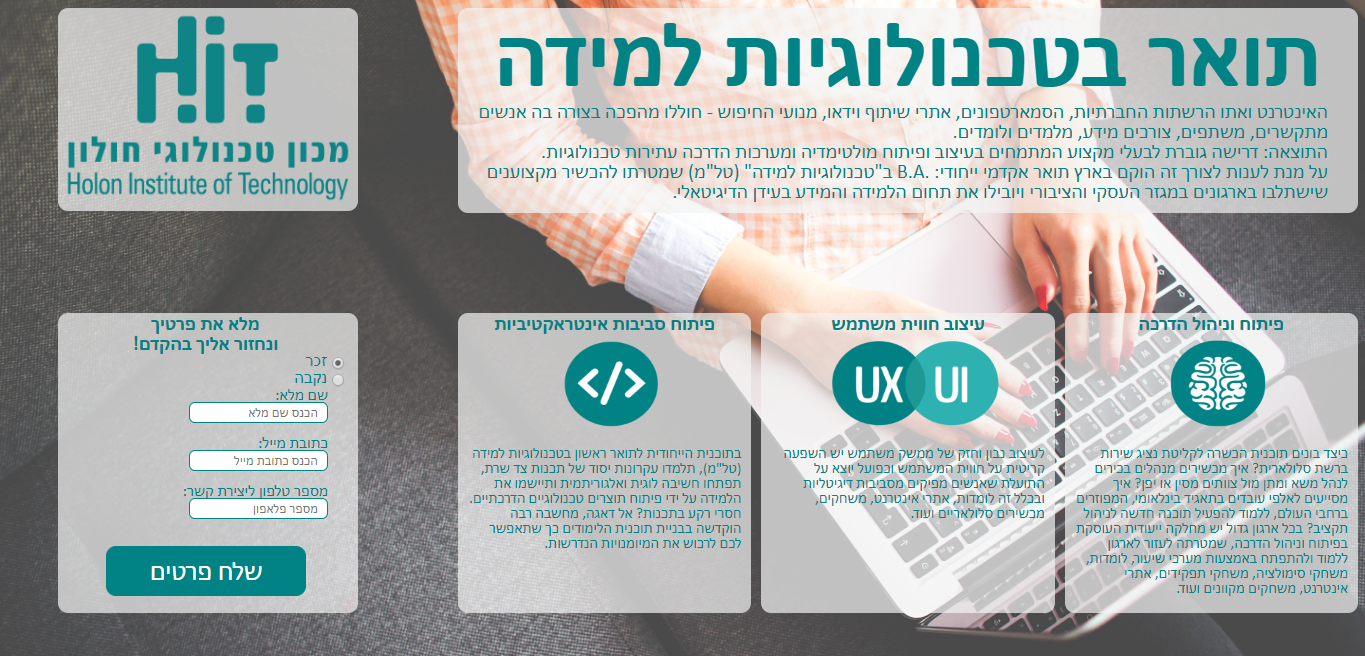 תואר בטכנולוגיות למידה
האינטרנט ואתו הרשתות החברתיות, הסמארטפונים, אתרי שיתוף וידאו, מנועי החיפוש - חוללו מהפכה בצורה בה אנשים
מתקשרים, משתפים, צורכים מידע, מלמדים ולומדים.
התוצאה: דרישה גוברת לבעלי מקצוע המתמחים בעיצוב ופיתוח מולטימדיה ומערכות הדרכה עתירות טכנולוגיות.
על מנת לענות לצורך זה הוקם בארץ תואר אקדמי ייחודי: .B.A ב"טכנולוגיות למידה" (טל"מ) שמטרתו להכשיר מקצוענים
שישתלבו בארגונים במגזר העסקי והציבורי ויובילו את תחום הלמידה והמידע בעידן הדיגיטאלי.
HiT
מכון טכנולוגי חולון
Holon Institute of Technology
פיתוח וניהול הדרכה
כיצד בונים תוכנית הכשרה לקליטת נציג שירות
ברשת סלולארית? איך מכשירים מנהלים בכירים
לנהל משא ומתן מול צוותים מסין או יפן? איך
מסייעים לאלפי עובדים בתאגיד בינלאומי, המפוזרים
ברחבי העולם, ללמוד להפעיל תוכנה חדשה לניהול
תקציב? בכל ארגון גדול יש מחלקה ייעודית העוסקת
בפיתוח וניהול הדרכה, שמטרתה לעזור לארגון
ללמוד ולהתפתח באמצעות מערכי שיעור, לומדות,
משחקי סימולציה, משחקי תפקידים, אתרי
אינטרנט, משחקים מקוונים ועוד.
עיצוב חווית משתמש
UX UI
לעיצוב נכון וחזק של ממשק משתמש יש השפעה
קריטית על חווית המשתמש וכפועל יוצא על
התועלת שאנשים מפיקים מסביבות דיגיטליות
ובכלל זה לומדות, אתרי אינטרנט, משחקים,
מכשירים סלולאריים ועוד.
פיתוח סביבות אינטראקטיביות
</>
בתוכנית הייחודית לתואר ראשון בטכנולוגיות למידה
(טל"מ), תלמדו עקרונות יסוד של תכנות צד שרת,
תפתחו חשיבה לוגית ואלגוריתמית ותיישמו את
הלמידה על ידי פיתוח תוצרים טכנולוגיים הדרכתיים.
חסרי רקע בתכנות? אל דאגה, מחשבה רבה
הוקדשה בבניית תוכנית הלימודים כך שתאפשר
לכם לרכוש את המיומנויות הנדרשות.
מלא את פרטיך
ונחזור אליך בהקדם!
זכר
נקבה
שם מלא:
הכנס שם מלא
כתובת מייל:
הכנס כתובת מייל
מספר טלפון ליצירת קשר:
מספר פלאפון
שלח פרטים